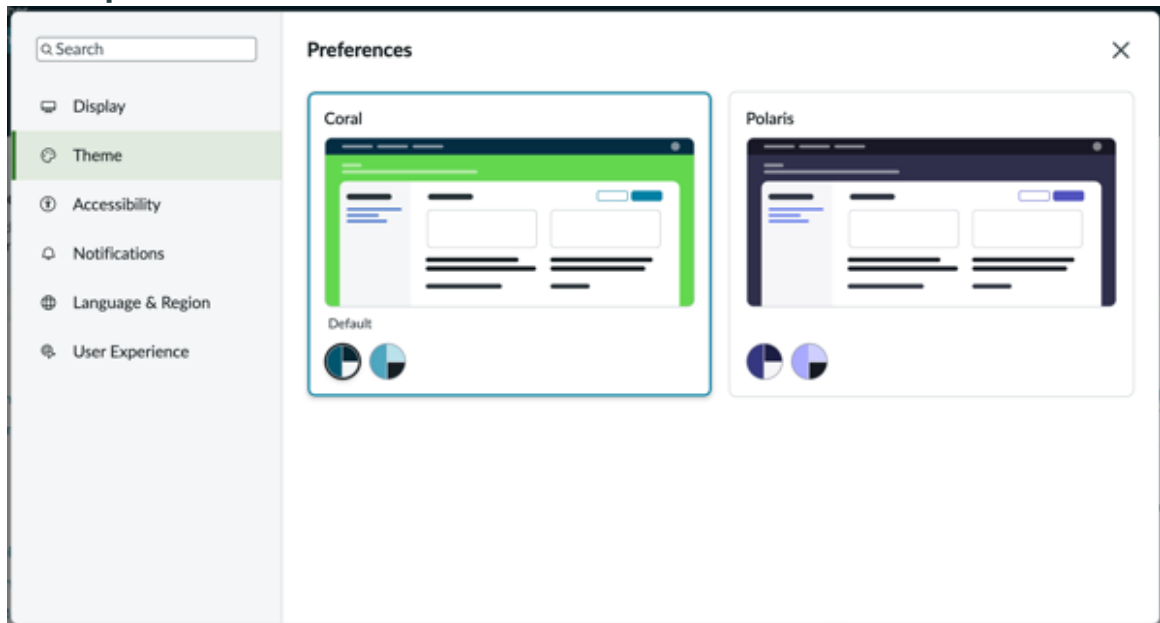 Search
Preferences
Display
Theme
Accessibility
Notifications
Language & Region
User Experience
Coral
Default
Polaris